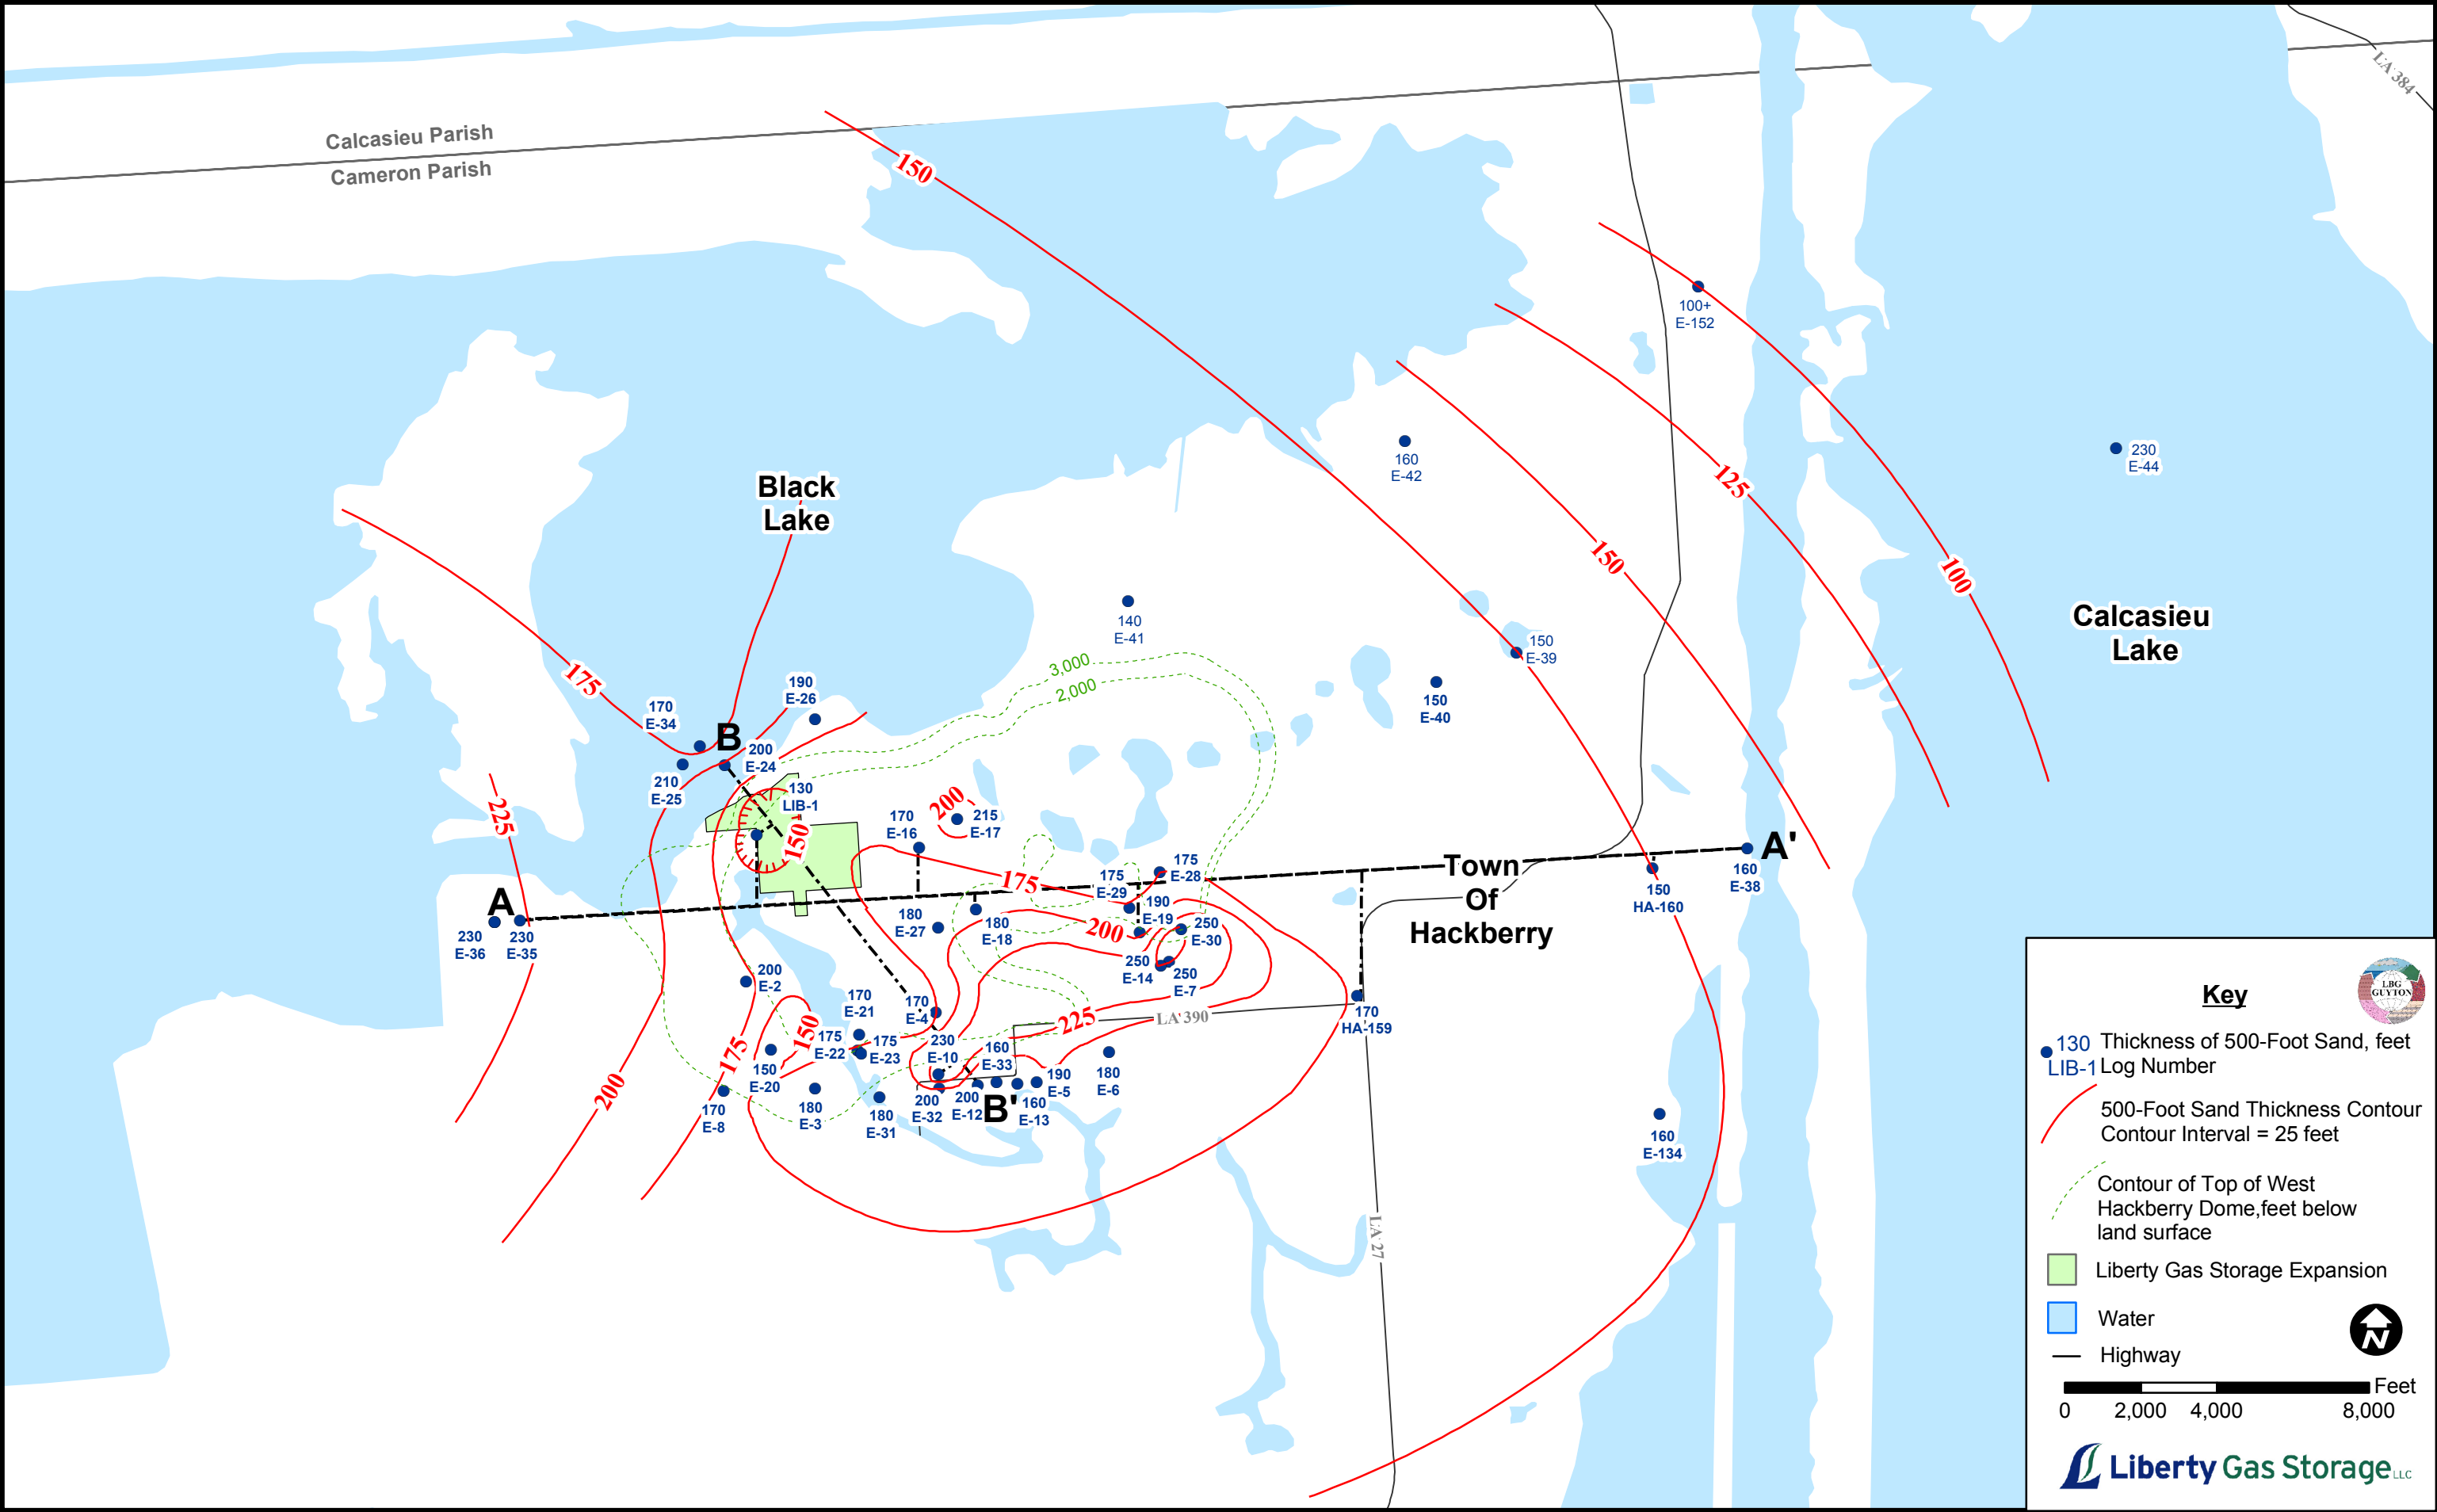 LA 384
Calcasieu Parish
Cameron Parish
150
100+
E-152
160
E-42
230
E-44
125
Black
Lake
150
100
140
E-41
Calcasieu
Lake
150
E-39
3,000
2,000
175
190
E-26
170
E-34
150
E-40
B
200
E-24
210
E-25
130
LIB-1
225
200
215
E-17
170
E-16
150
A'
Town
Of
Hackberry
175
E-28
175
E-29
175
160
E-38
150
HA-160
A
230
E-36
230
E-35
180
E-27
180
E-18
190
E-19
200
250
E-30
250
E-14
250
E-7
200
E-2
170
E-21
170
E-4
150
175
E-22
175
E-23
225
LA 390
170
HA-159
230
E-10
160
E-33
175
200
150
E-20
170
E-8
180
E-3
180
E-31
200
E-32
200
E-12
B'
160
E-13
190
E-5
180
E-6
160
E-134
LA 27
Key
LBG
GUYTON
130
LIB-1
Thickness of 500-Foot Sand, feet
Log Number
500-Foot Sand Thickness Contour
Contour Interval = 25 feet
Contour of Top of West
Hackberry Dome,feet below
land surface
Liberty Gas Storage Expansion
Water
N
Highway
Feet
0 2,000 4,000 8,000
Liberty Gas Storage LLC